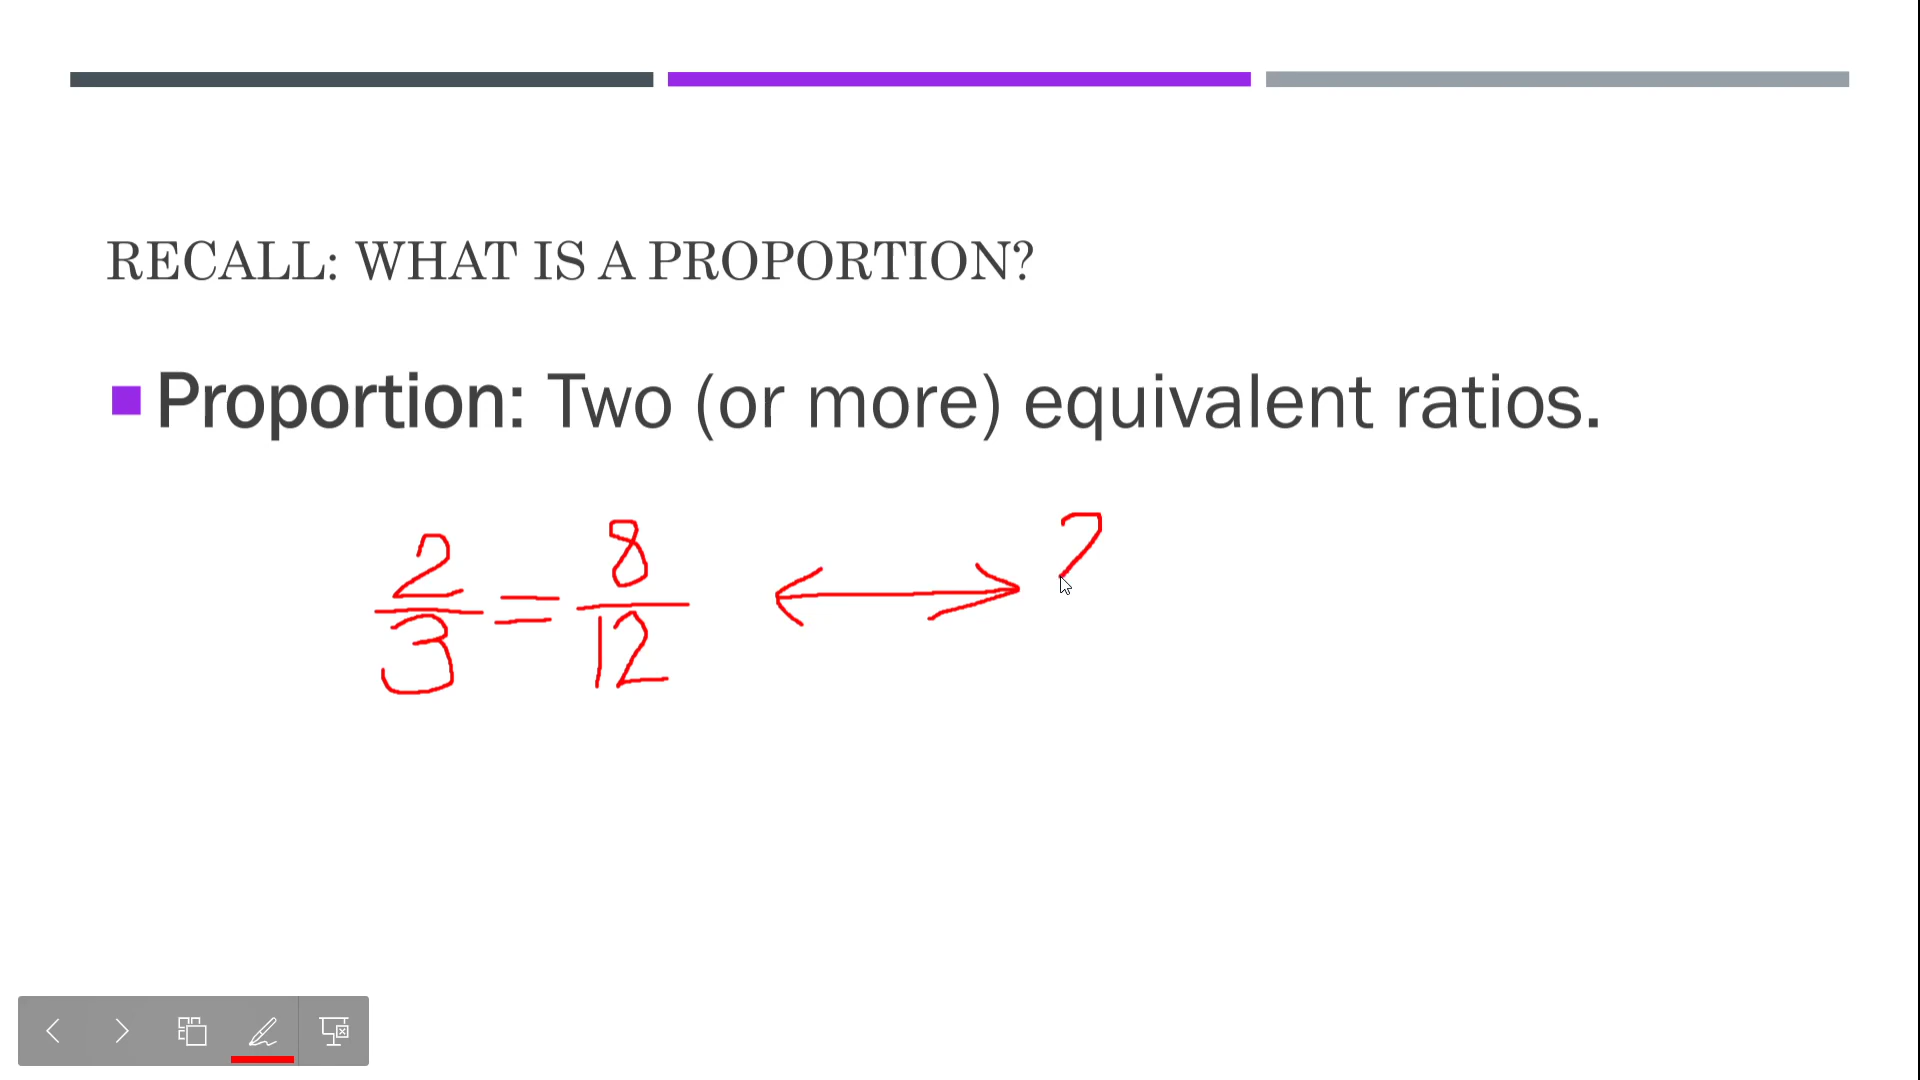 RECALL: WHAT IS A PROPORTION?
Proportion: Two (or more) equivalent ratios.
2/3 = 8/12 ↔